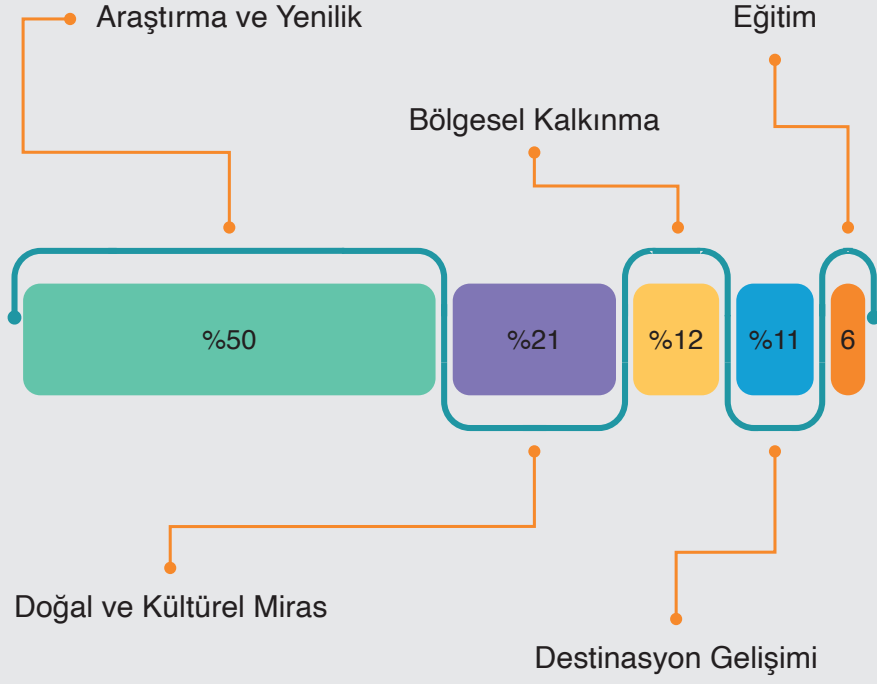 Araştırma ve Yenilik
Eğitim
Bölgesel Kalkınma
%50
%21
%12
%11
6
Doğal ve Kültürel Miras
Destinasyon Gelişimi